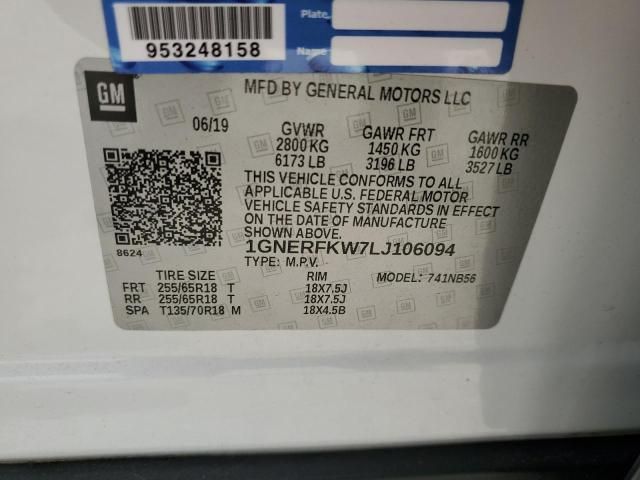 Plate
953248158
Name
GM
MFD BY GENERAL MOTORS LLC
06/19 GVWR GAWR FRT GAWR RR
2800 KG 1450 KG 1600 KG
6173 LB 3196 LB 3527 LB
THIS VEHICLE CONFORMS TO ALL
APPLICABLE U.S. FEDERAL MOTOR
VEHICLE SAFETY STANDARDS IN EFFECT
ON THE DATE OF MANUFACTURE
SHOWN ABOVE.
8624 1GNERFKW7LJ106094
TYPE: M.P.V. MODEL: 741NB56
TIRE SIZE RIM
FRT 255/65R18 T 18X7.5J
RR 255/65R18 T 18X7.5J
SPA T135/70R18 M 18X4.5B